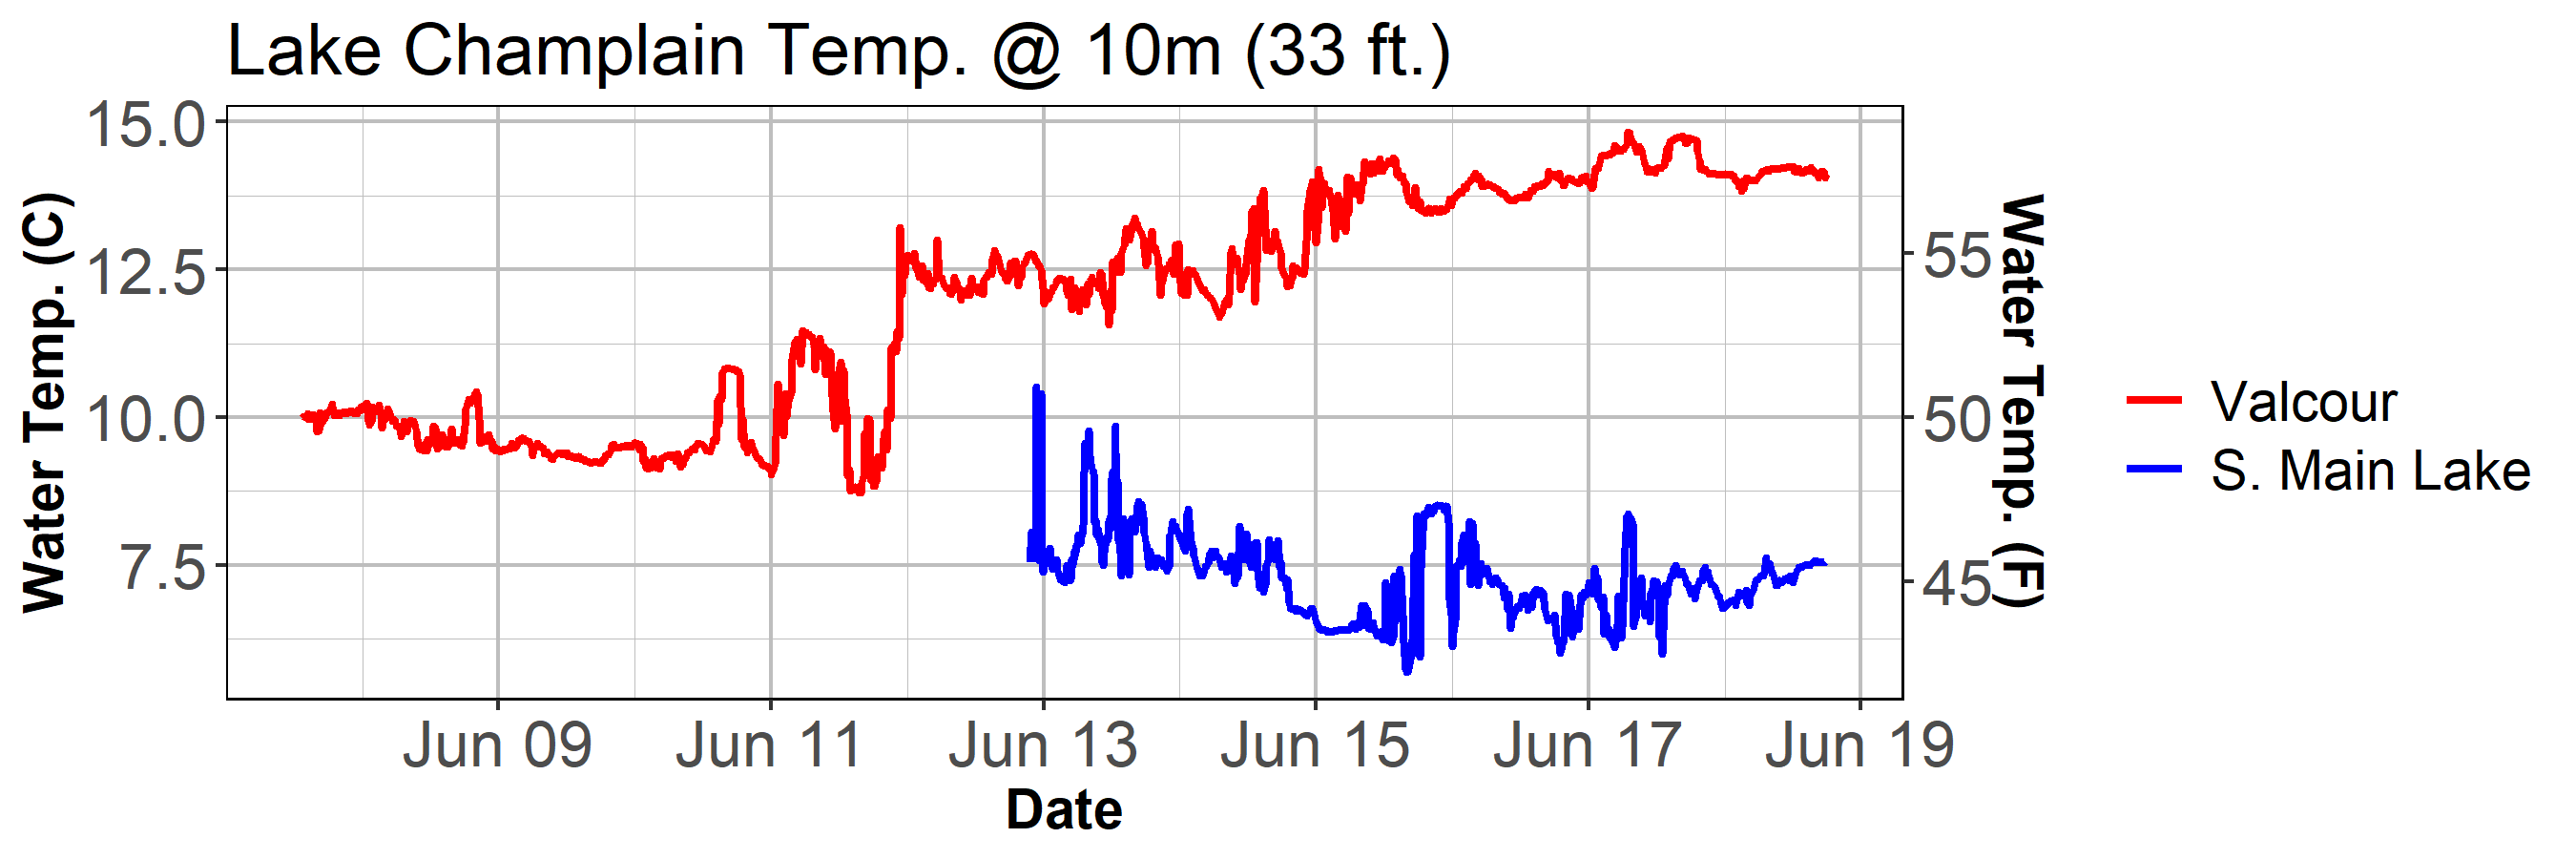 Lake Champlain Temp. @ 10m (33 ft.)
Water Temp. (C)
15.0
12.5
10.0
7.5
55
50
45
Water Temp. (F)
Jun 09 Jun 11 Jun 13 Jun 15 Jun 17 Jun 19
Date
Valcour
S. Main Lake